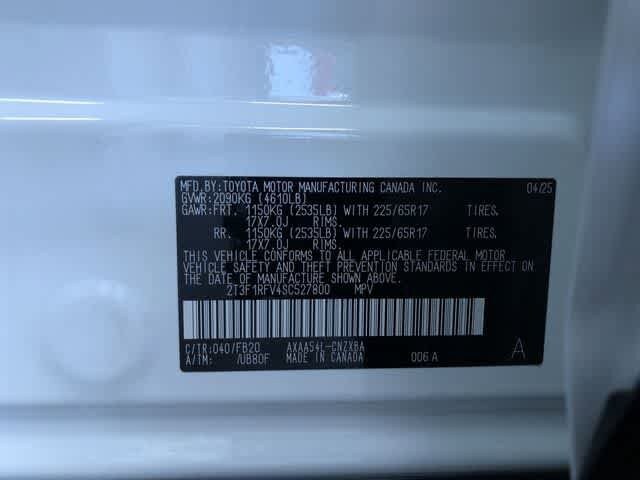 MFD.BY:TOYOTA MOTOR MANUFACTURING CANADA INC. 04/25
GVWR:2090KG (4610LB)
GAWR:FRT. 1150KG (2535LB) WITH 225/65R17 TIRES.
17X7.0J RIMS.
RR. 1150KG (2535LB) WITH 225/65R17 TIRES.
17X7.0J RIMS.
THIS VEHICLE CONFORMS TO ALL APPLICABLE FEDERAL MOTOR
VEHICLE SAFETY AND THEFT PREVENTION STANDARDS IN EFFECT ON
THE DATE OF MANUFACTURE SHOWN ABOVE.
2T3F1RFV4SC527800 MPV
C/TR:040/FB20 AXAA54L-CNZXBA
A/TM: /UB80F MADE IN CANADA 006 A A